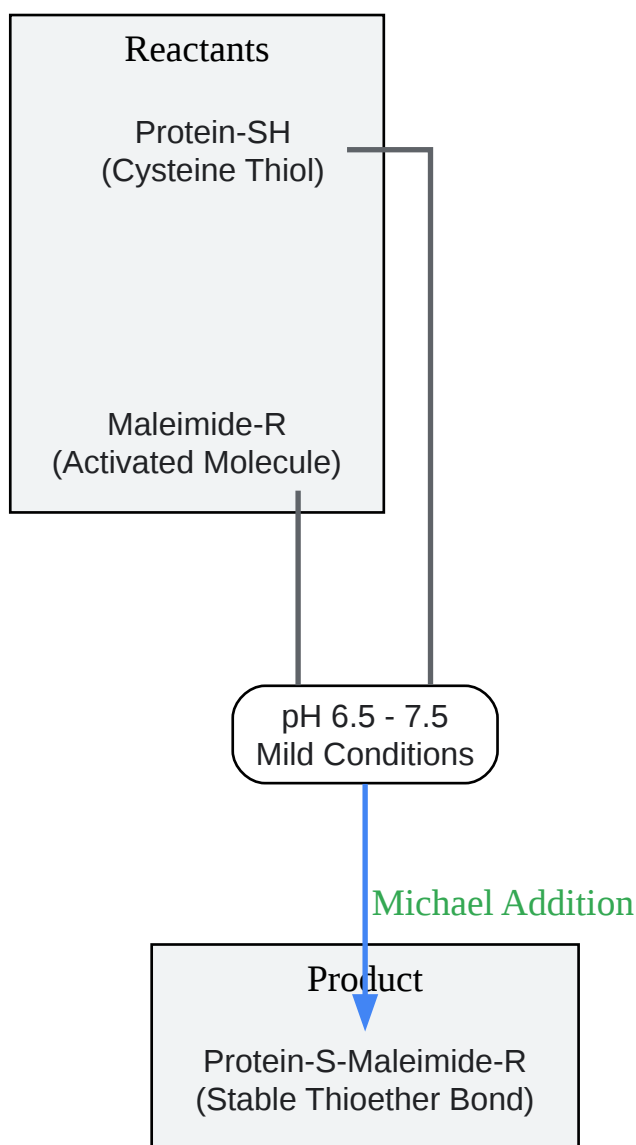 Reactants
Protein-SH
(Cysteine Thiol)
Maleimide-R
(Activated Molecule)
pH 6.5 - 7.5
Mild Conditions
Michael Addition
Product
Protein-S-Maleimide-R
(Stable Thioether Bond)